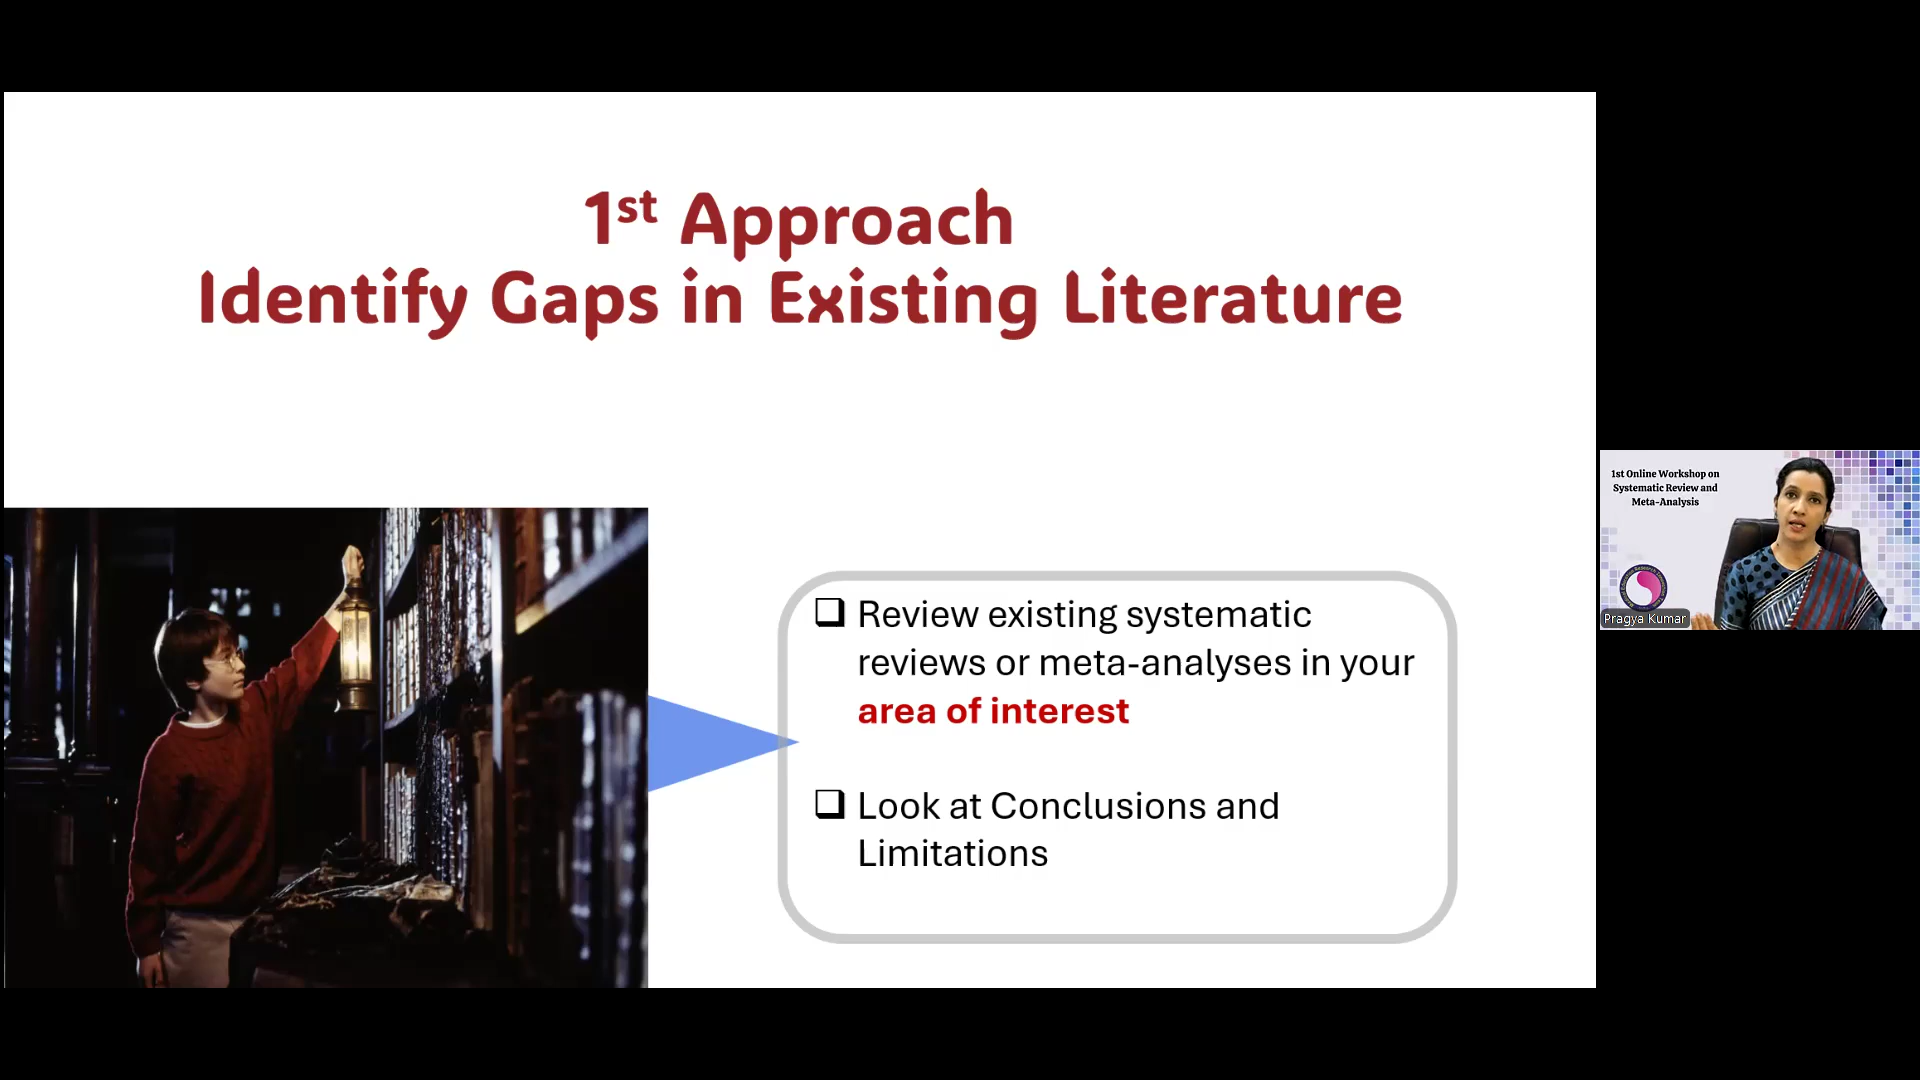 1st Approach
Identify Gaps in Existing Literature
❑ Review existing systematic
reviews or meta-analyses in your
area of interest
❑ Look at Conclusions and
Limitations
1st Online Workshop on
Systematic Review and
Meta-Analysis
Pragya Kumar